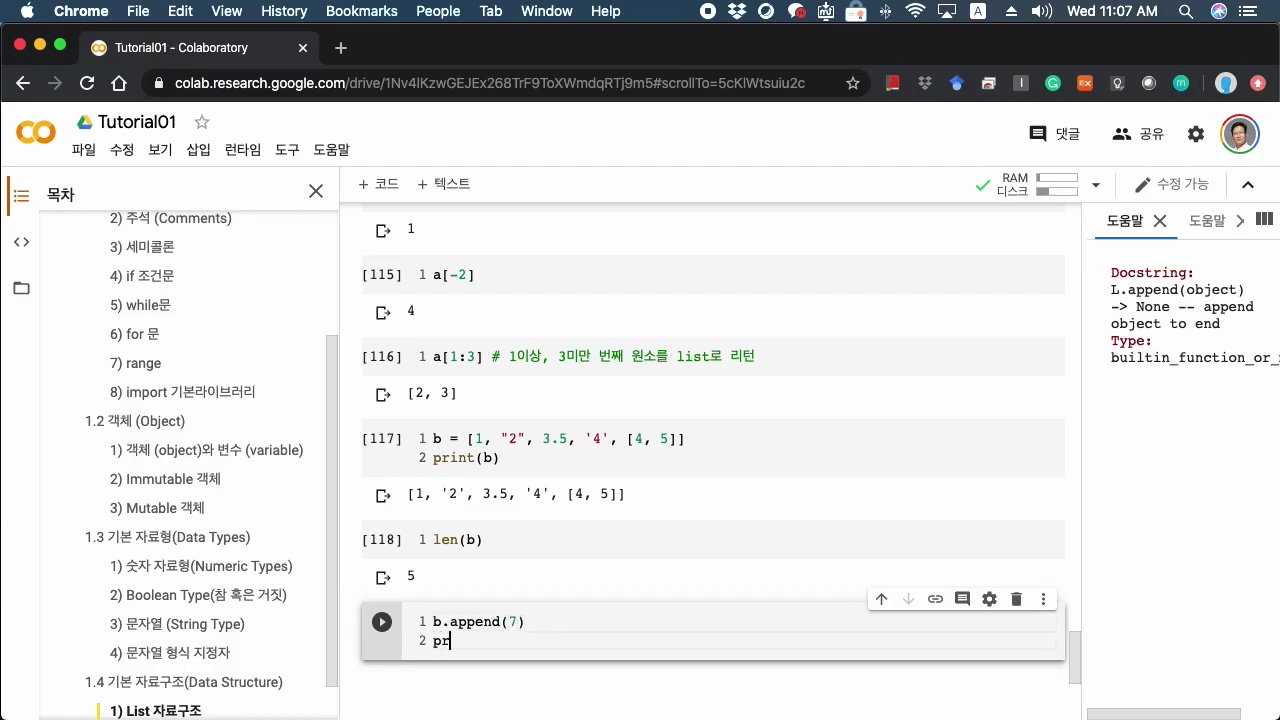 Chrome File Edit View History Bookmarks People Tab Window Help Wed 11:07 AM
Tutorial01 - Colaboratory
colab.research.google.com/drive/1Nv4lKzwGEJEx268TrF9ToXWmdqRTj9m5#scrollTo=5cKlWtsuiu2c
Tutorial01
파일 수정 보기 삽입 런타임 도구 도움말
댓글 공유
목차
+ 코드 + 텍스트
RAM
디스크
수정 가능
2) 주석 (Comments)
3) 세미콜론
4) if 조건문
5) while문
6) for 문
7) range
8) import 기본라이브러리
1.2 객체 (Object)
1) 객체 (object)와 변수 (variable)
2) Immutable 객체
3) Mutable 객체
1.3 기본 자료형(Data Types)
1) 숫자 자료형(Numeric Types)
2) Boolean Type(참 혹은 거짓)
3) 문자열 (String Type)
4) 문자열 형식 지정자
1.4 기본 자료구조(Data Structure)
1) List 자료구조
1
[115] 1 a[-2]
4
[116] 1 a[1:3] # 1이상, 3미만 번째 원소를 list로 리턴
[2, 3]
[117] 1 b = [1, "2", 3.5, '4', [4, 5]]
2 print(b)
[1, '2', 3.5, '4', [4, 5]]
[118] 1 len(b)
5
1 b.append(7)
2 pr
도움말 도움말
Docstring:
L.append(object)
-> None -- append
object to end
Type:
builtin_function_or_